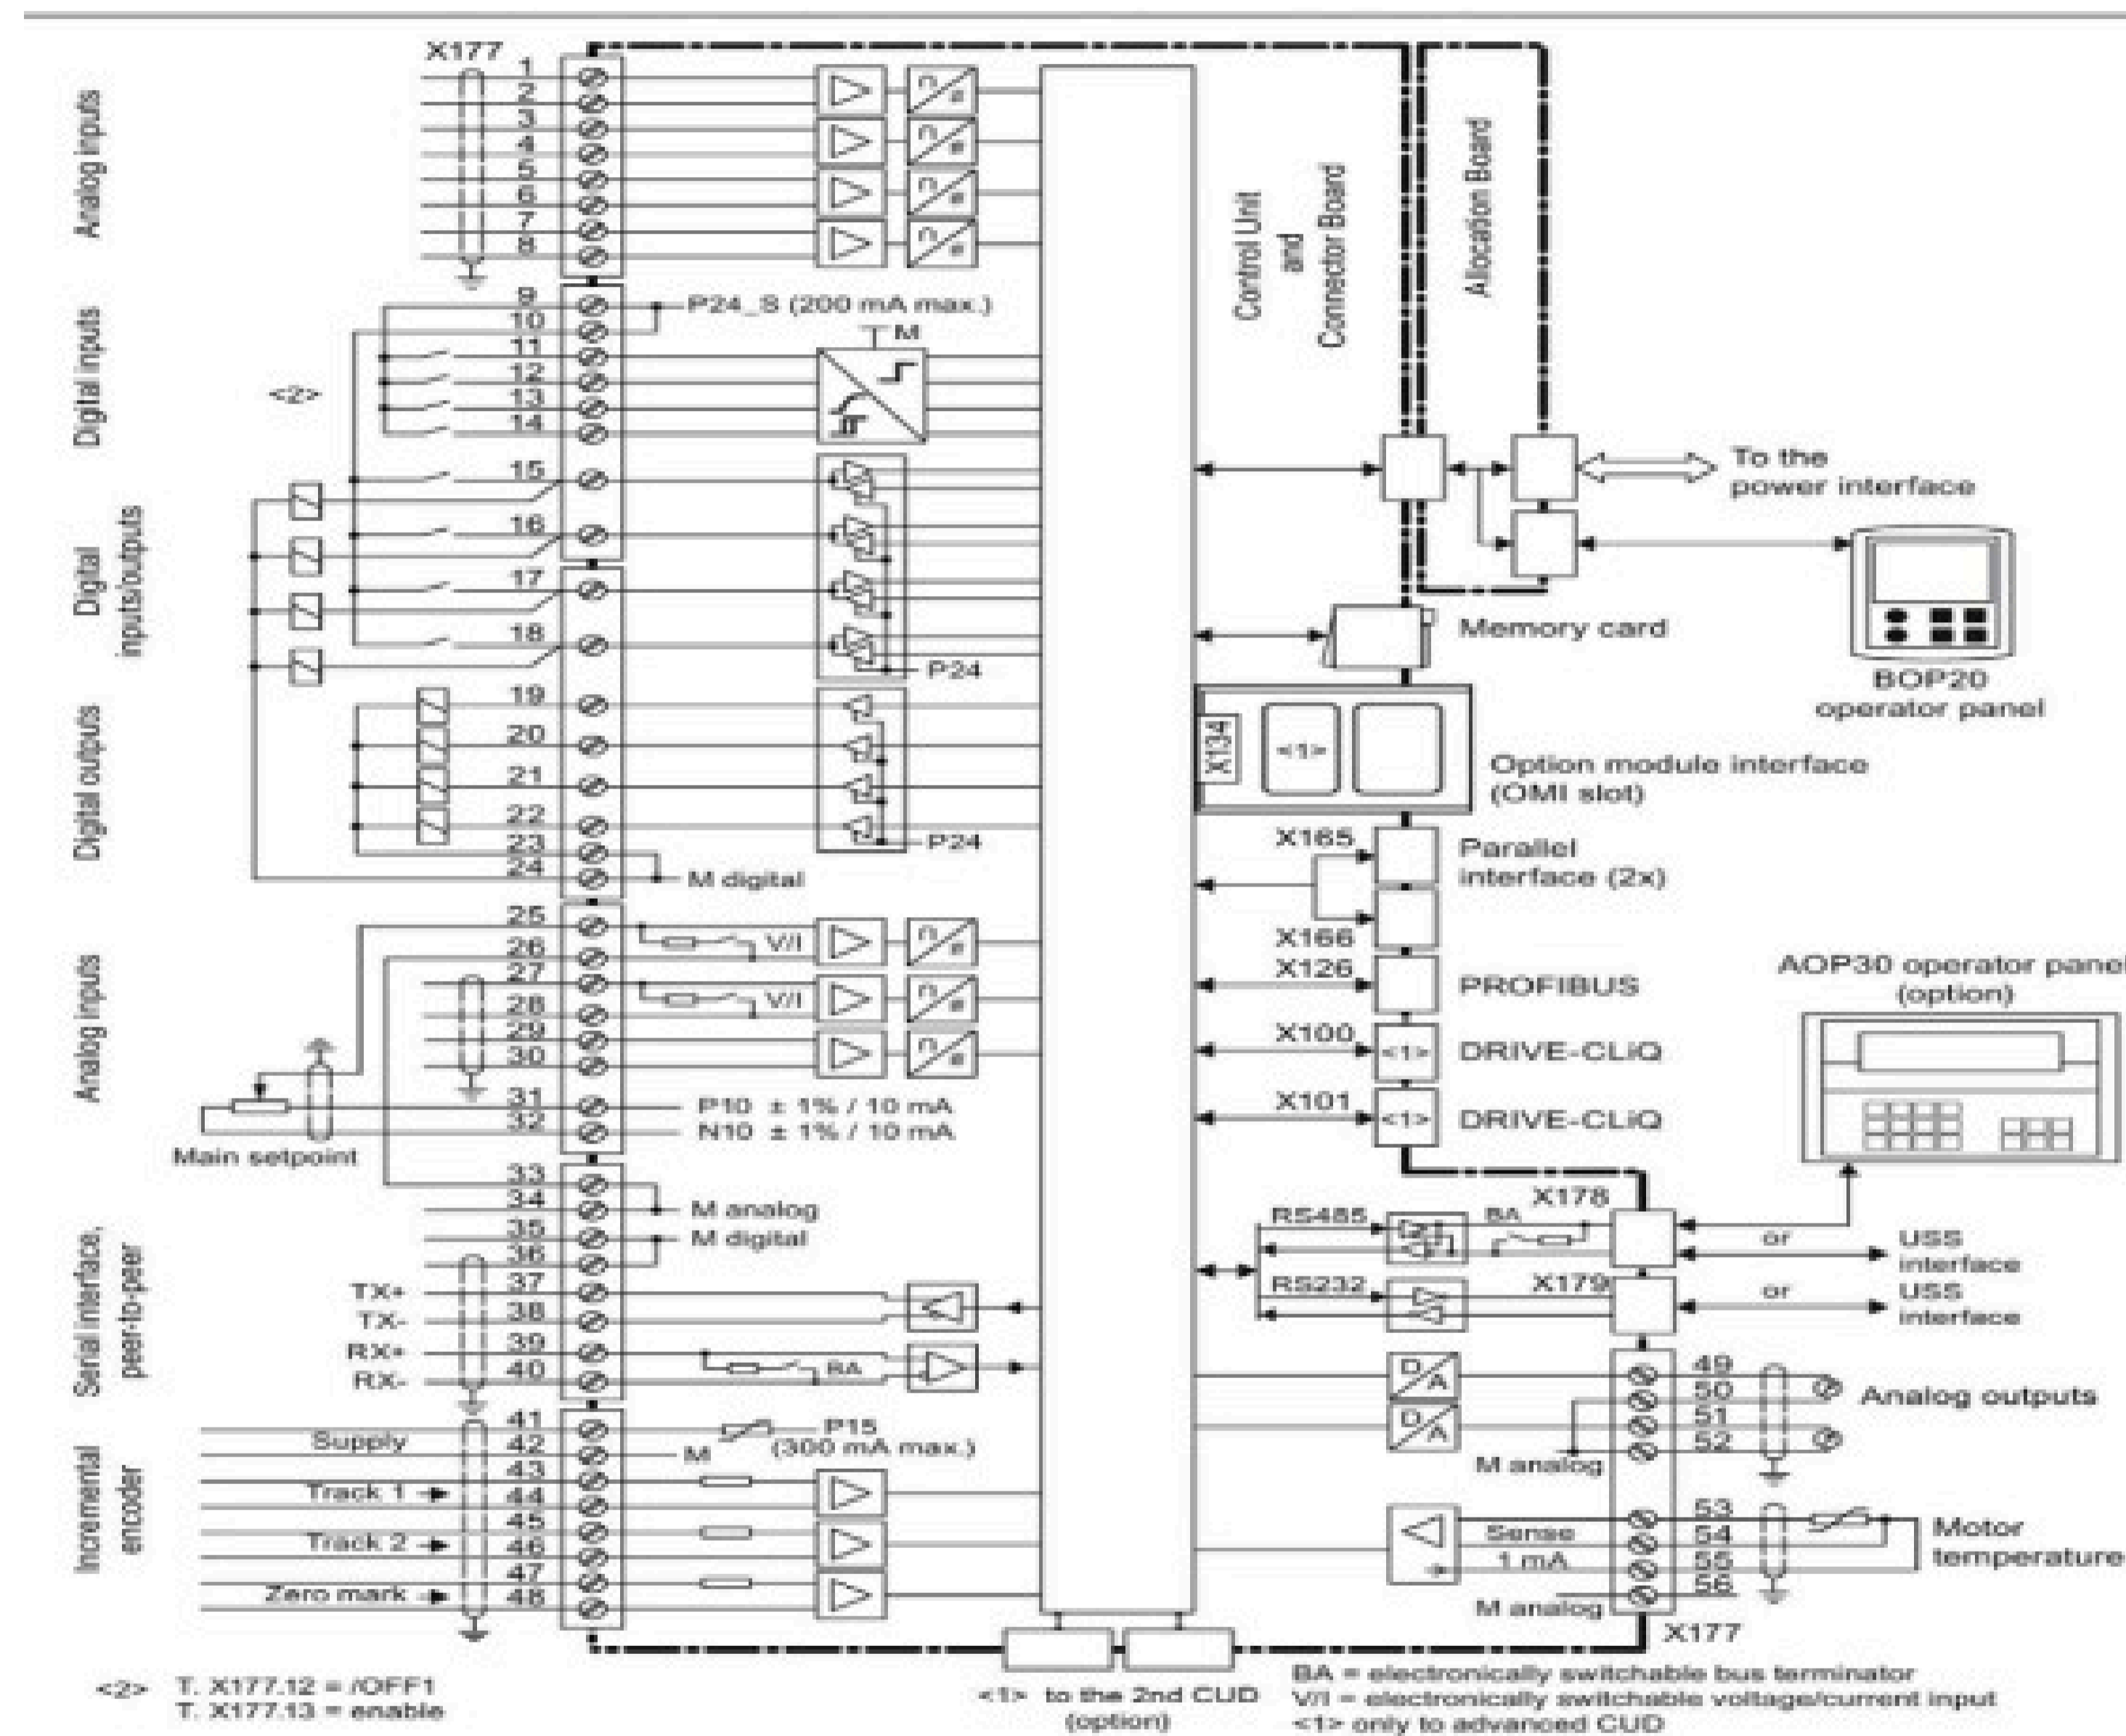 X177
Analog inputs
1
2
3
4
5
6
7
8
Digital inputs
<2>
9
10
11
12
13
14
P24_S (200 mA max.)
M
Digital
inputs/outputs
15
16
17
18
P24
Digital outputs
19
20
21
22
23
24
P24
M digital
Analog inputs
25
26
27
28
29
30
31
32
V/I
V/I
P10 ± 1% / 10 mA
N10 ± 1% / 10 mA
Main setpoint
Serial interface,
peer-to-peer
33
34
35
36
37
38
39
40
M analog
M digital
TX+
TX-
RX+
RX-
BA
Incremental
encoder
41
42
43
44
45
46
47
48
Supply
Track 1
Track 2
Zero mark
P15
(300 mA max.)
M
Control Unit
and
Connector Board
Allocation Board
To the
power interface
Memory card
BOP20
operator panel
X134
<1>
Option module interface
(OMI slot)
X165
Parallel
interface (2x)
X166
X126
PROFIBUS
X100
<1>
DRIVE-CLiQ
X101
<1>
DRIVE-CLiQ
AOP30 operator panel
(option)
X178
RS485
BA
or
USS
interface
RS232
X179
or
USS
interface
D
A
D
A
49
50
51
52
Analog outputs
M analog
53
54
55
56
Sense
1 mA
Motor
temperature
M analog
X177
<2> T. X177.12 = /OFF1
T. X177.13 = enable
<1> to the 2nd CUD
(option)
BA = electronically switchable bus terminator
V/I = electronically switchable voltage/current input
<1> only to advanced CUD